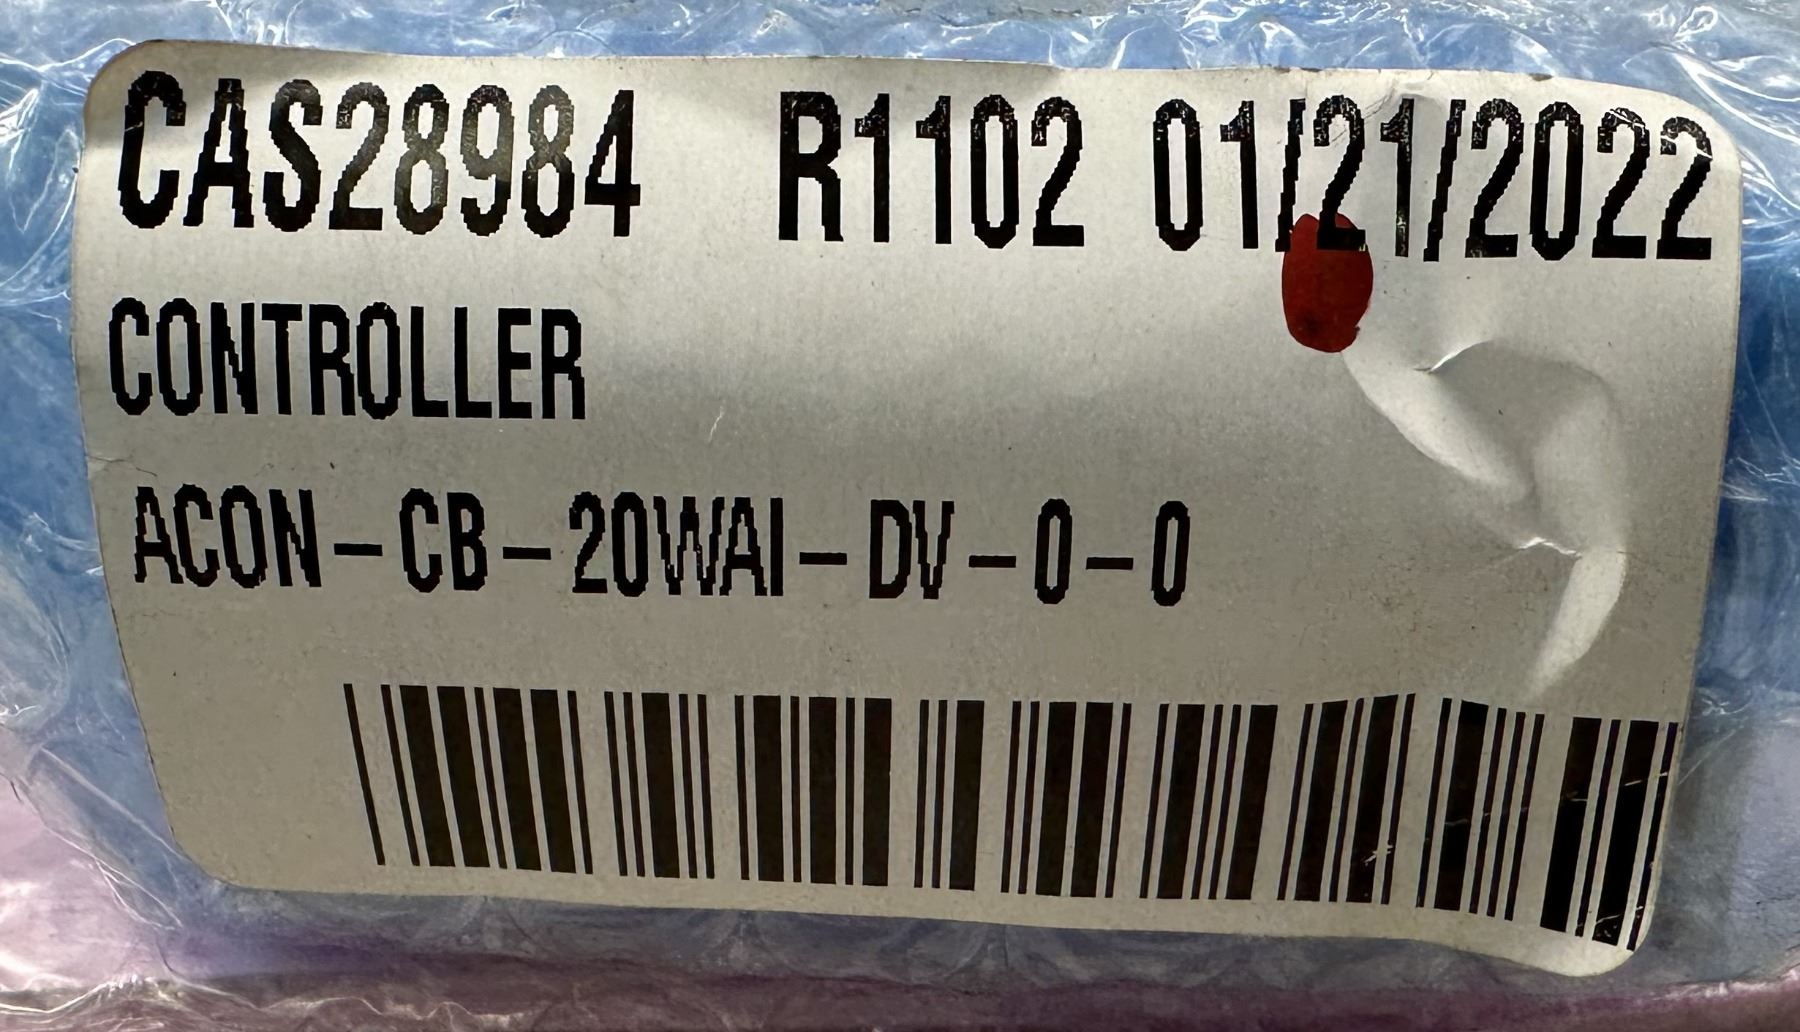 CAS28984 R1102 01/21/2022
CONTROLLER
ACON-CB-20WAI-DV-0-0